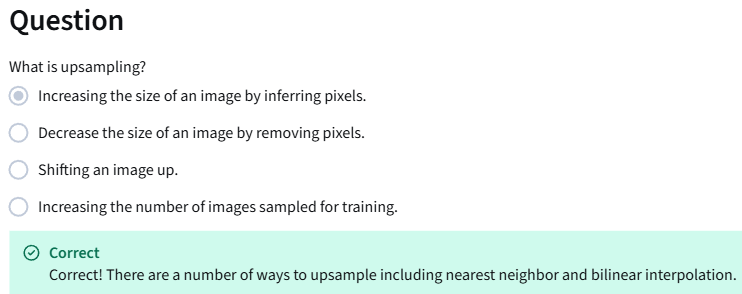 Question
What is upsampling?
Increasing the size of an image by inferring pixels.
Decrease the size of an image by removing pixels.
Shifting an image up.
Increasing the number of images sampled for training.
Correct
Correct! There are a number of ways to upsample including nearest neighbor and bilinear interpolation.